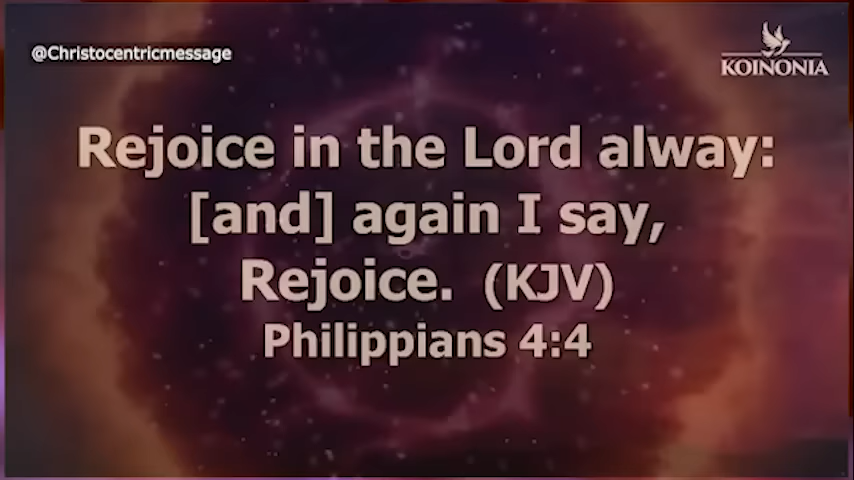 @Christocentricmessage
KOINONIA
Rejoice in the Lord alway:
[and] again I say,
Rejoice. (KJV)
Philippians 4:4